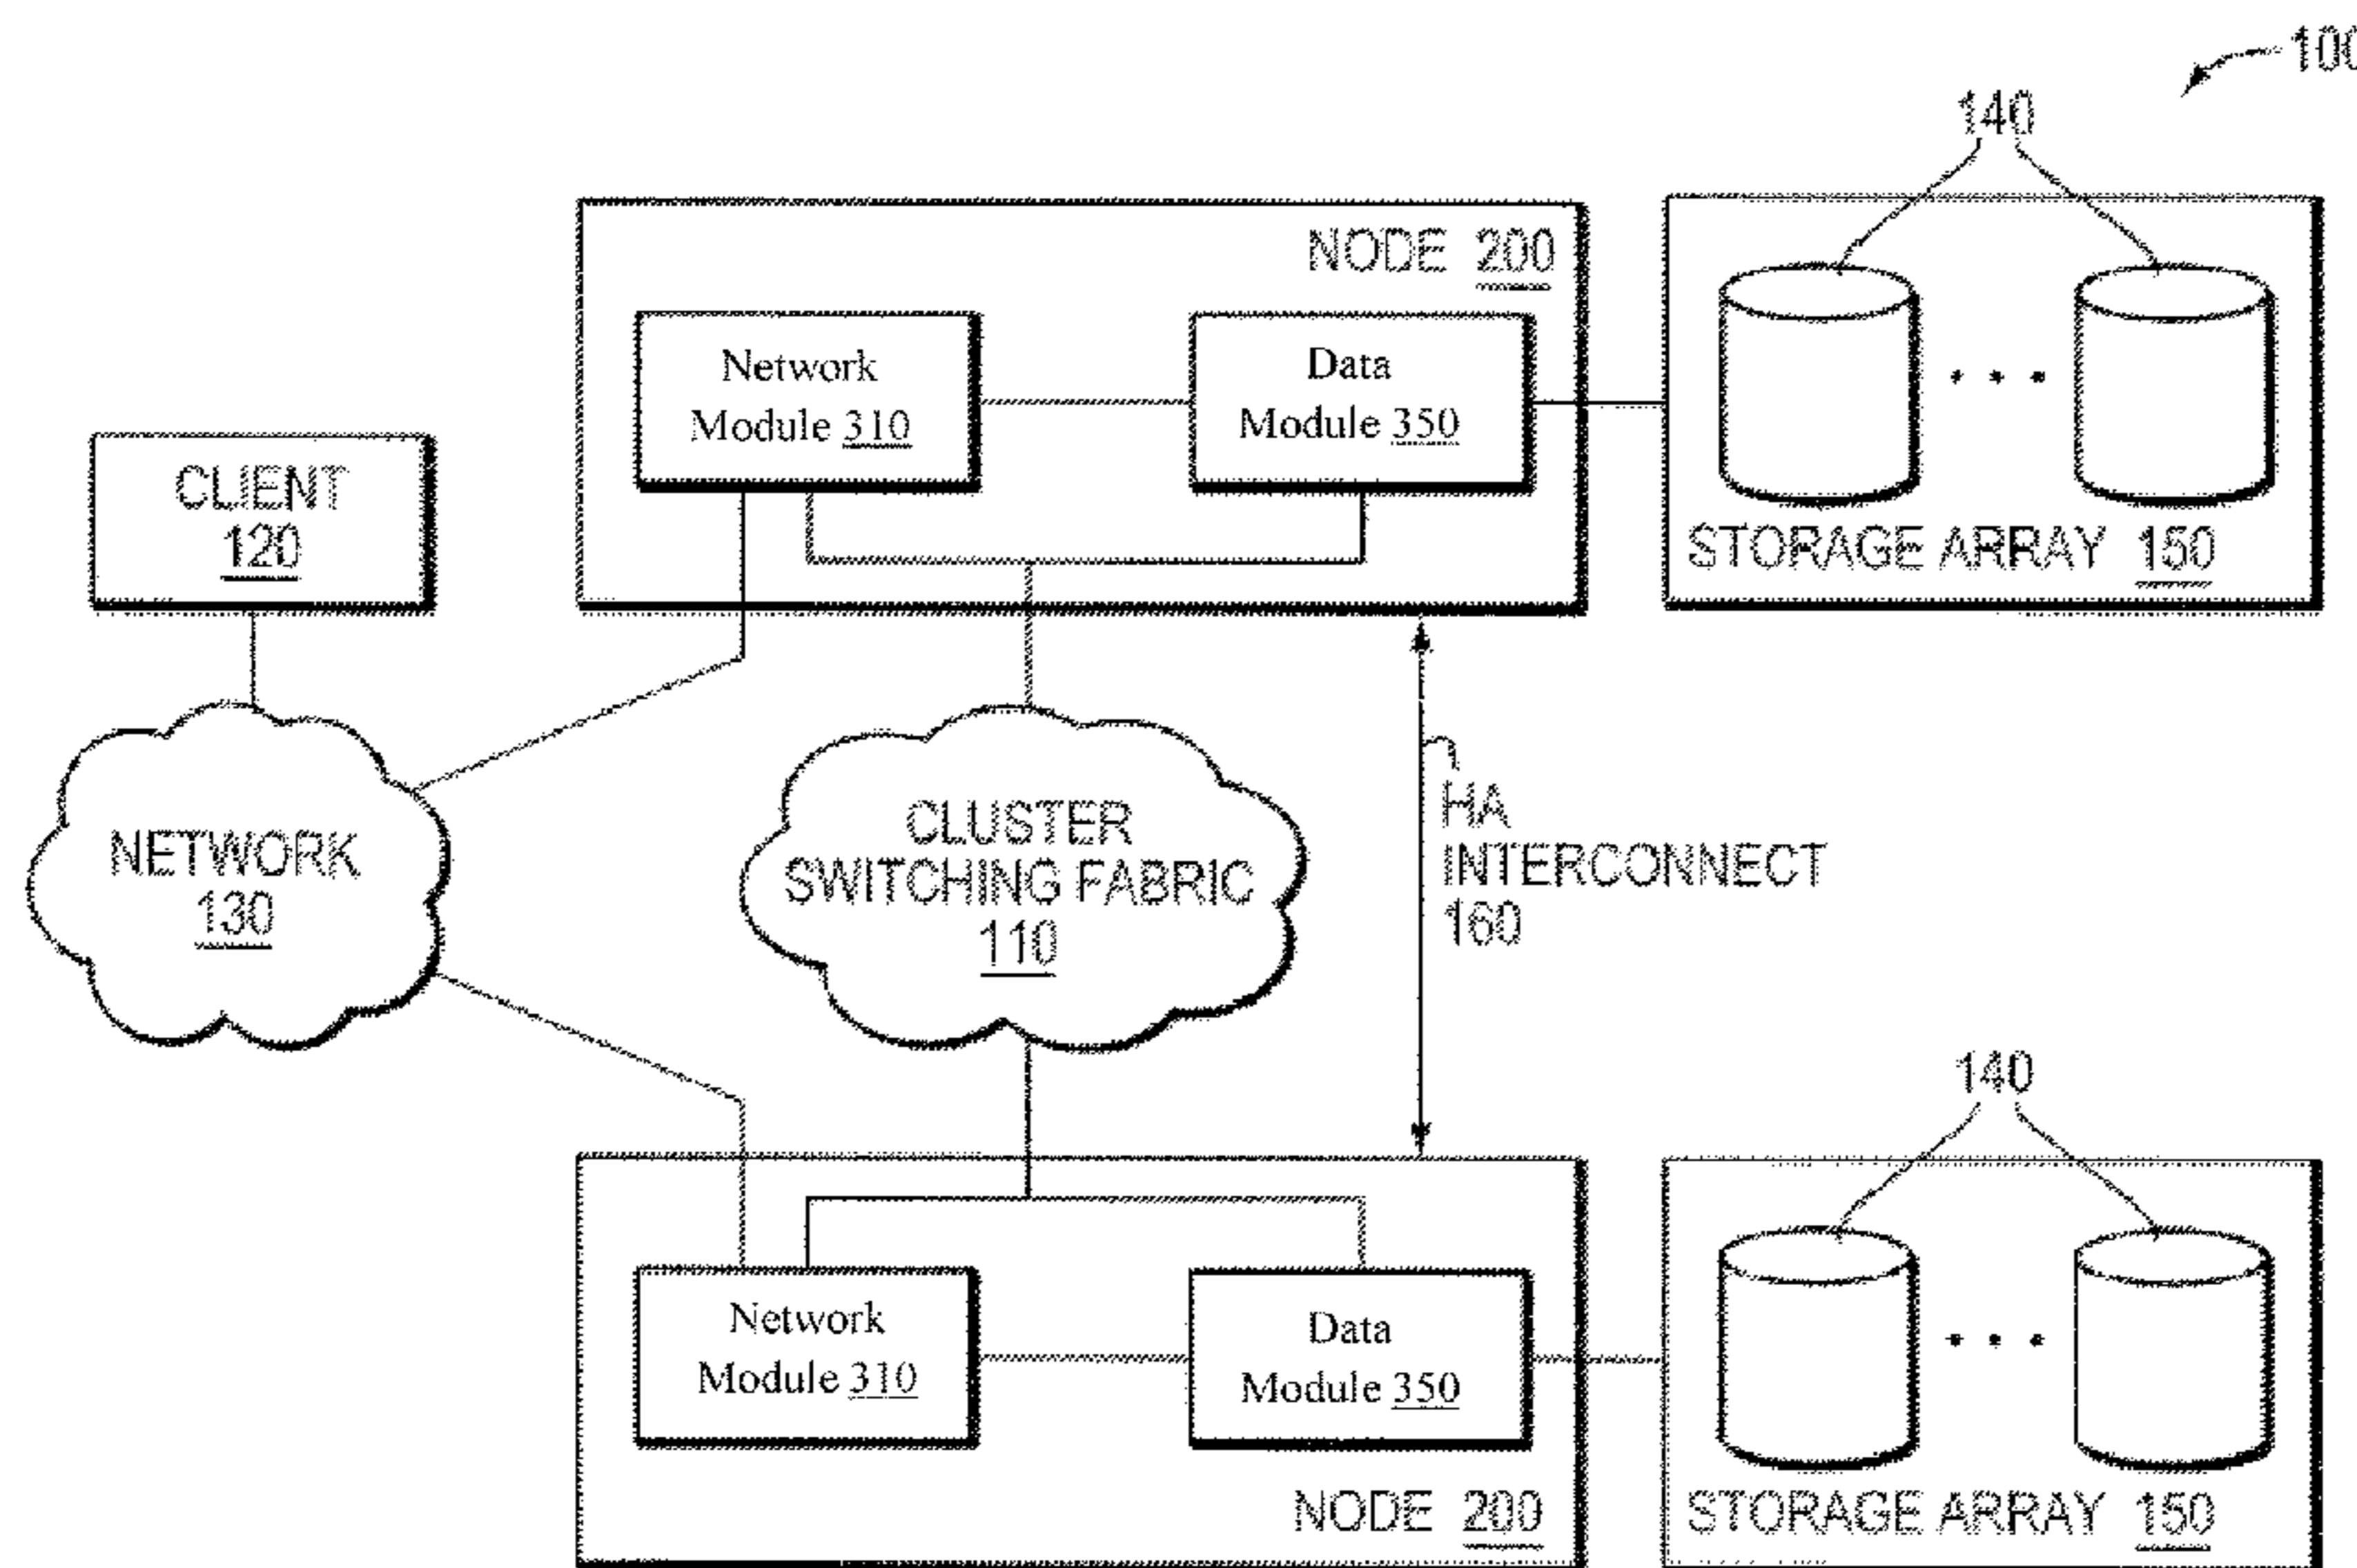 100
140
NODE 200
Network
Module 310
Data
Module 350
STORAGE ARRAY 150
CLIENT
120
NETWORK
130
CLUSTER
SWITCHING FABRIC
110
HA
INTERCONNECT
160
140
Network
Module 310
Data
Module 350
NODE 200
STORAGE ARRAY 150